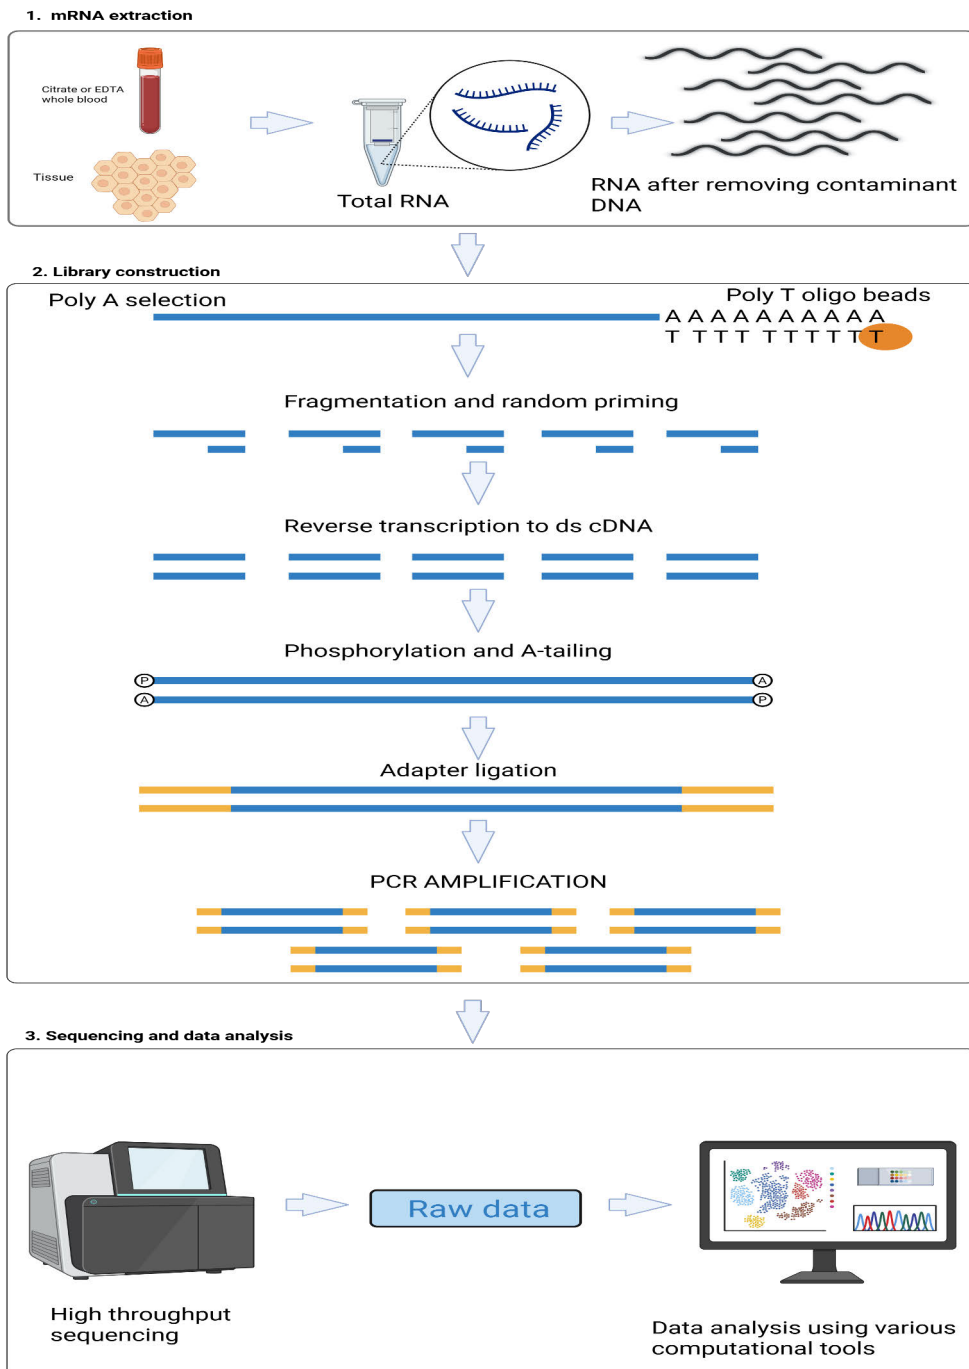 1. mRNA extraction
Citrate or EDTA
whole blood
Tissue
Total RNA
RNA after removing contaminant
DNA
2. Library construction
Poly A selection
Poly T oligo beads
A A A A A A A A A A
T T T T T T T T T T
Fragmentation and random priming
Reverse transcription to ds cDNA
Phosphorylation and A-tailing
P A
A P
Adapter ligation
PCR AMPLIFICATION
3. Sequencing and data analysis
Raw data
High throughput
sequencing
Data analysis using various
computational tools